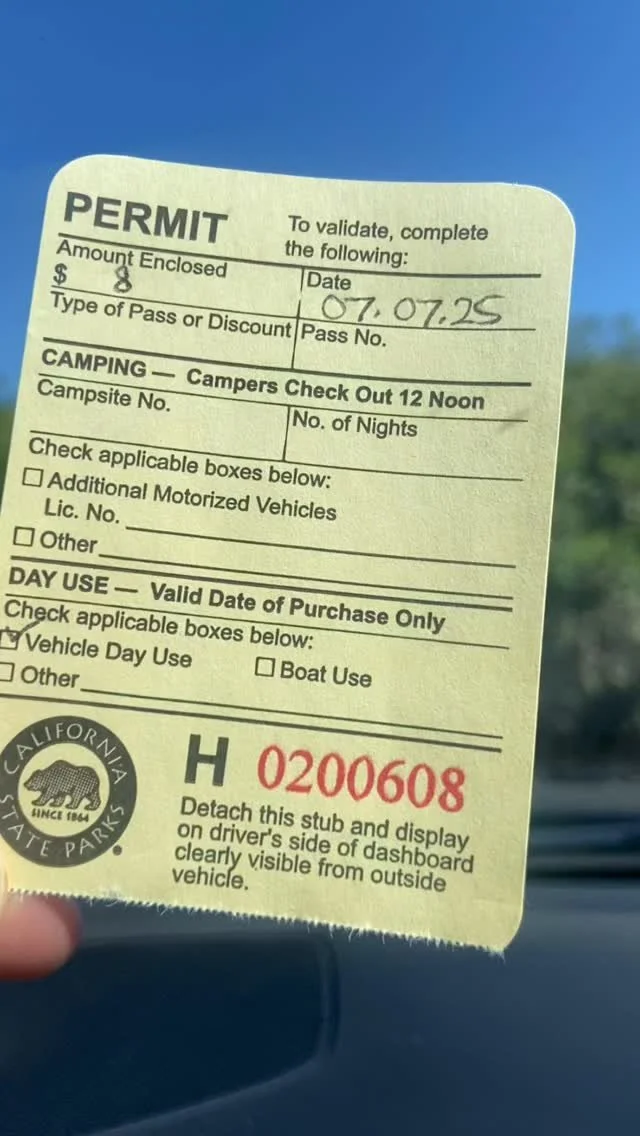 PERMIT
To validate, complete
the following:
Amount Enclosed
$ 8
Date
07.07.25
Type of Pass or Discount
Pass No.
CAMPING — Campers Check Out 12 Noon
Campsite No.
No. of Nights
Check applicable boxes below:
Additional Motorized Vehicles
Lic. No.
Other
DAY USE — Valid Date of Purchase Only
Check applicable boxes below:
Vehicle Day Use
Boat Use
Other
CALIFORNIA
SINCE 1864
STATE PARKS
H 0200608
Detach this stub and display
on driver's side of dashboard
clearly visible from outside
vehicle.